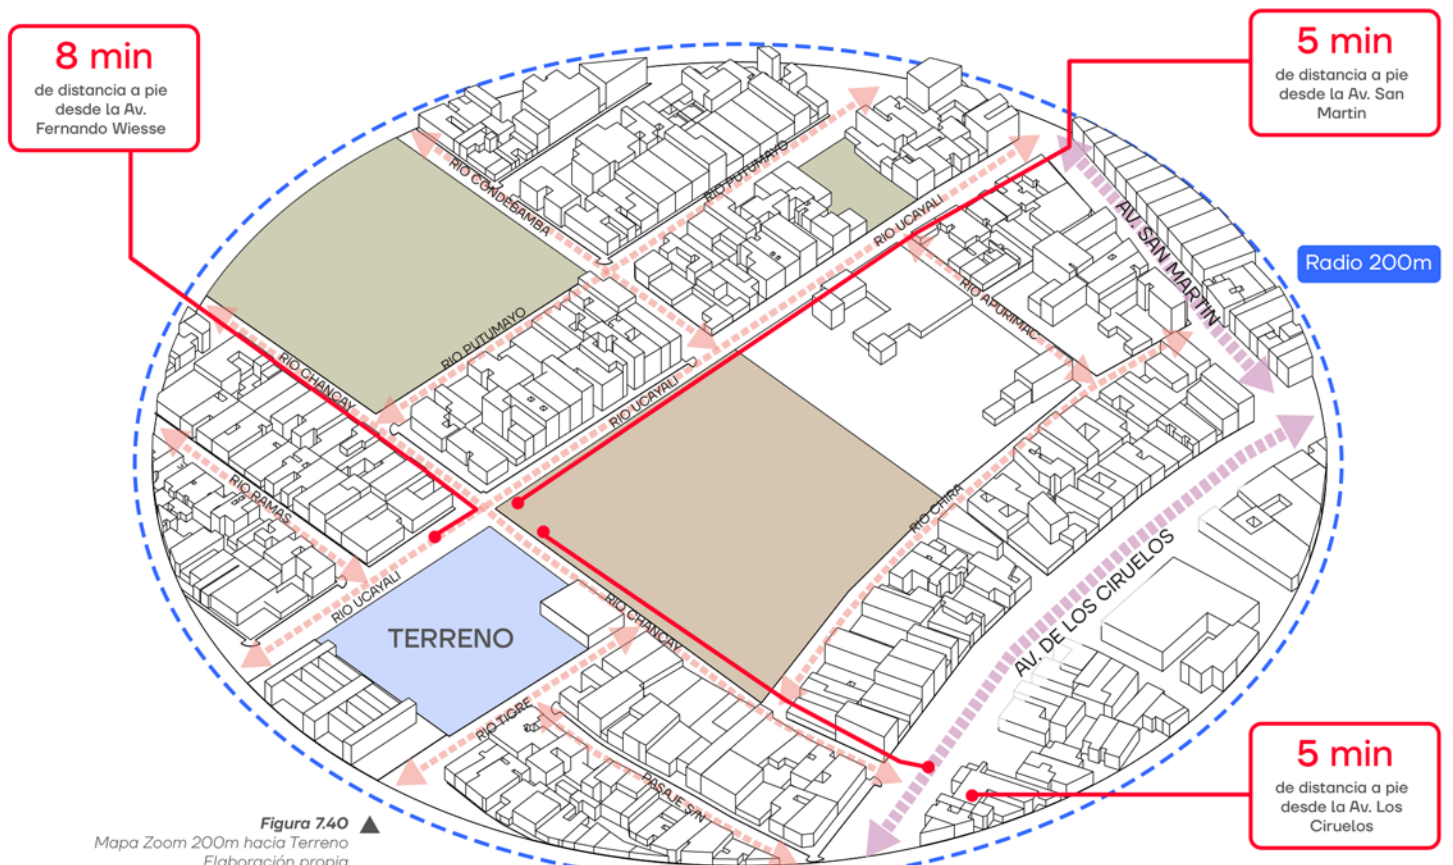 8 min
de distancia a pie
desde la Av.
Fernando Wiesse
5 min
de distancia a pie
desde la Av. San
Martin
Radio 200m
RIO CONDEBAMBA
RIO PUTUMAYO
RIO UCAYALI
AV. SAN MARTIN
RIO APURIMAC
RIO PUTUMAYO
RIO CHANCAY
RIO UCAYALI
RIO RAMAS
RIO CHIRA
RIO UCAYALI
TERRENO
RIO CHANCAY
AV. DE LOS CIRUELOS
RIO TIGRE
PASAJE S/N
5 min
de distancia a pie
desde la Av. Los
Ciruelos
Figura 7.40
Mapa Zoom 200m hacia Terreno
Elaboración propia